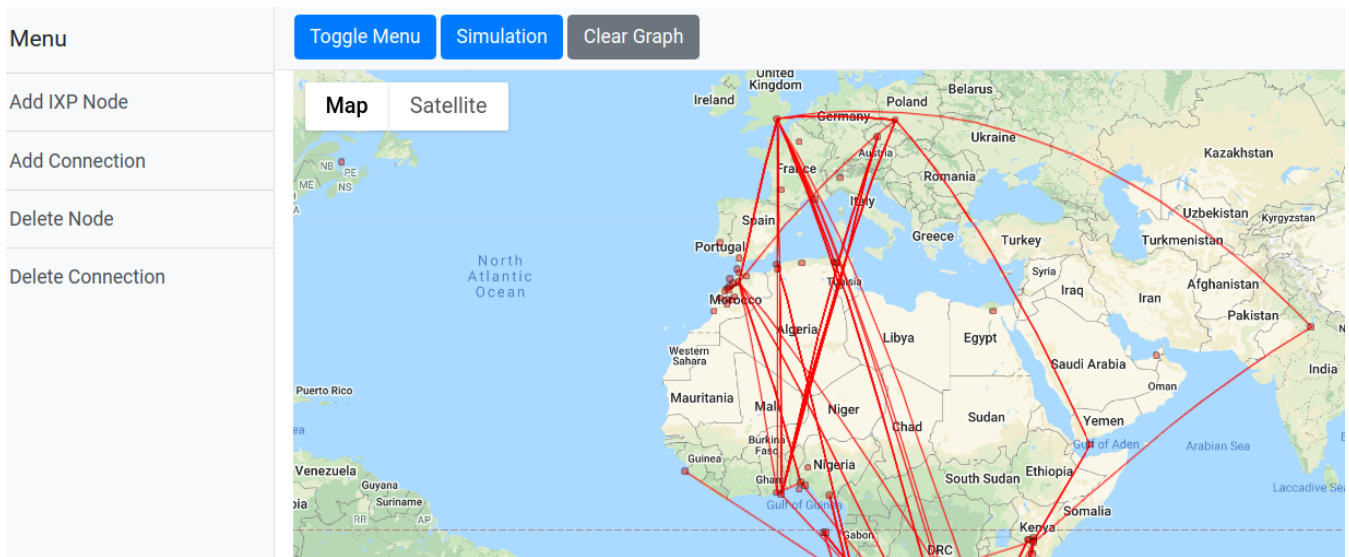 Menu
Toggle Menu
Simulation
Clear Graph
Add IXP Node
Add Connection
Delete Node
Delete Connection
Map
Satellite
United
Kingdom
Ireland
Belarus
Poland
Germany
Ukraine
Kazakhstan
NB
PE
ME
NS
Austria
France
Romania
Italy
Spain
Uzbekistan
Kyrgyzstan
Portugal
Greece
Turkey
Turkmenistan
North
Atlantic
Ocean
Syria
Afghanistan
Tunisia
Iraq
Iran
Morocco
Pakistan
Algeria
Libya
Egypt
Western
Sahara
Saudi Arabia
India
Oman
Puerto Rico
Mauritania
Mali
Niger
Sudan
Chad
Yemen
Burkina
Faso
Gulf of Aden
Arabian Sea
Guinea
Nigeria
Venezuela
Ghana
South Sudan
Ethiopia
Guyana
Suriname
Gulf of Guinea
Somalia
Laccadive Sea
RR
AP
Kenya
Gabon
DRC